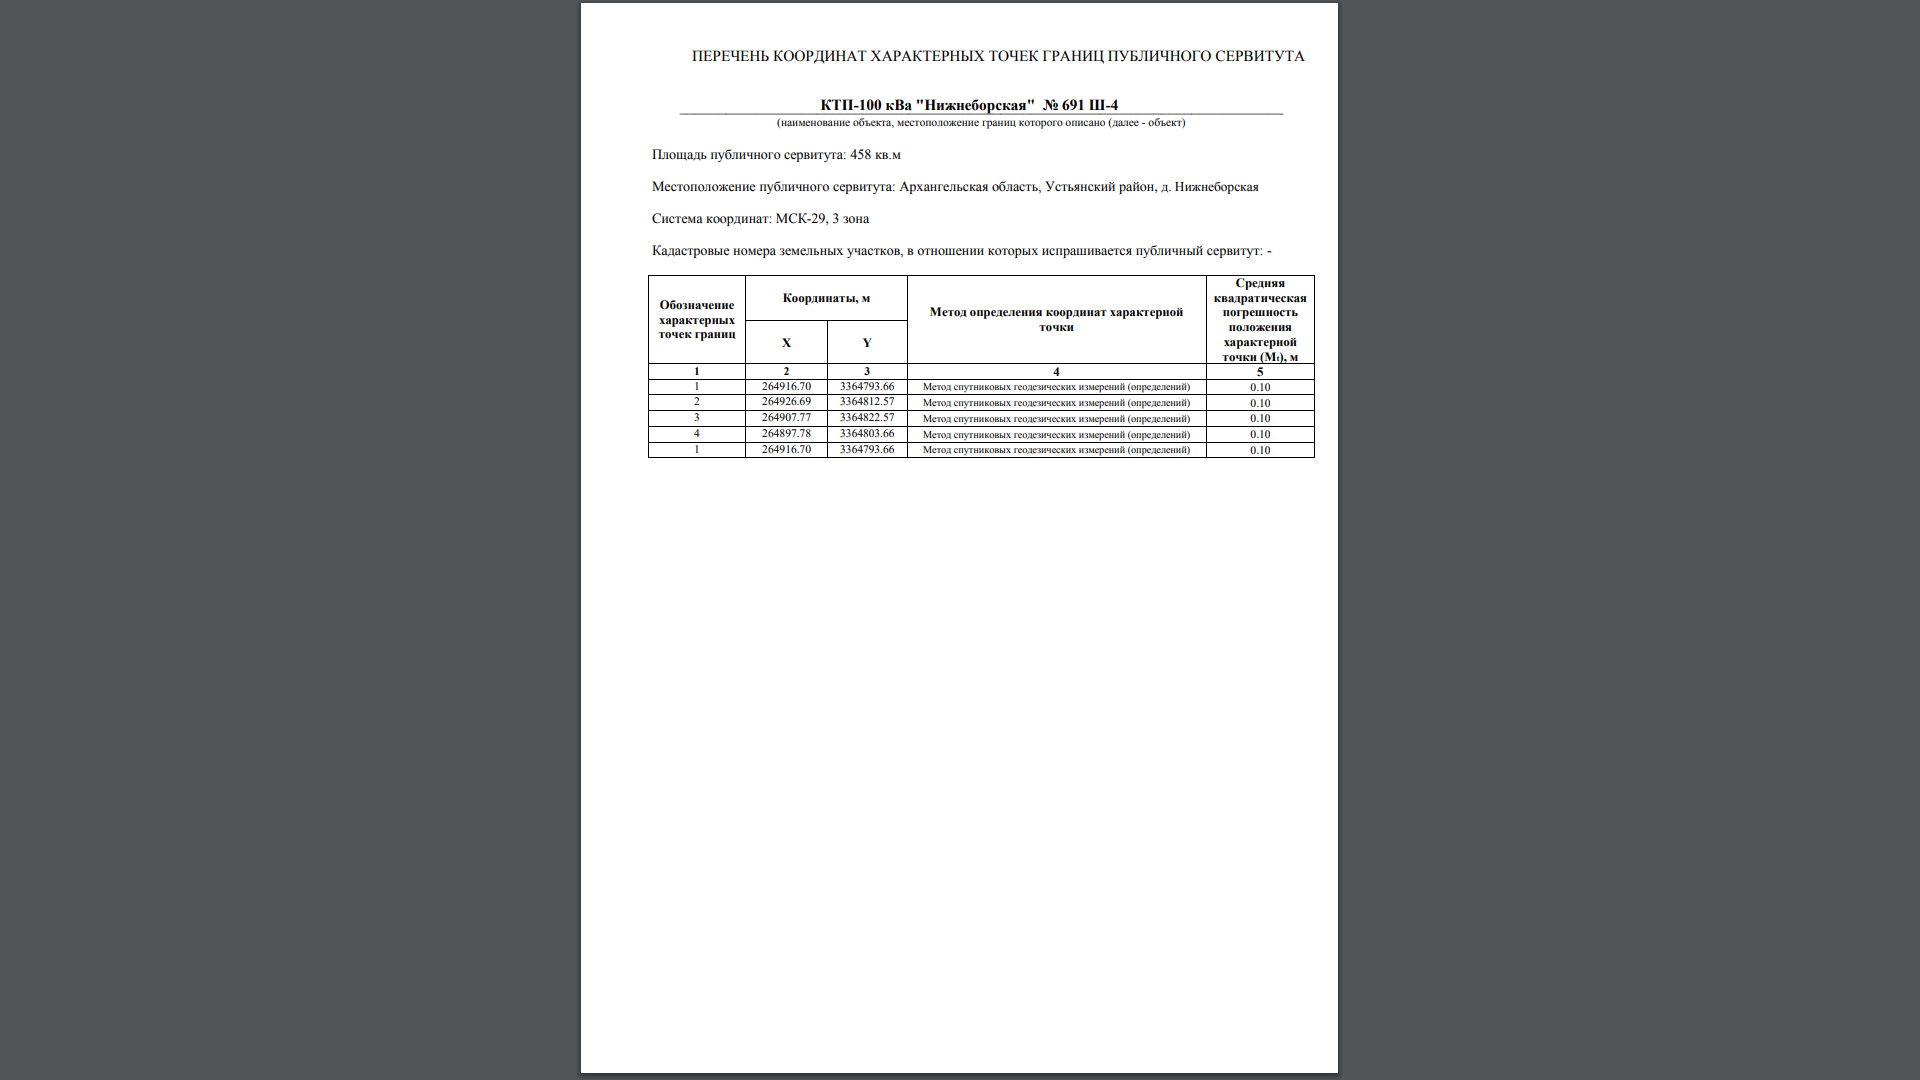 ПЕРЕЧЕНЬ КООРДИНАТ ХАРАКТЕРНЫХ ТОЧЕК ГРАНИЦ ПУБЛИЧНОГО СЕРВИТУТА
КТП-100 кВа "Нижнеборская" № 691 Ш-4
(наименование объекта, местоположение границ которого описано (далее - объект)
Площадь публичного сервитута: 458 кв.м
Местоположение публичного сервитута: Архангельская область, Устьянский район, д. Нижнеборская
Система координат: МСК-29, 3 зона
Кадастровые номера земельных участков, в отношении которых испрашивается публичный сервитут: -
Обозначение
характерных
точек границ
Координаты, м
X
Y
Метод определения координат характерной
точки
Средняя
квадратическая
погрешность
положения
характерной
точки (Mt), м
1 2 3 4 5
1 264916.70 3364793.66 Метод спутниковых геодезических измерений (определений) 0.10
2 264926.69 3364812.57 Метод спутниковых геодезических измерений (определений) 0.10
3 264907.77 3364822.57 Метод спутниковых геодезических измерений (определений) 0.10
4 264897.78 3364803.66 Метод спутниковых геодезических измерений (определений) 0.10
1 264916.70 3364793.66 Метод спутниковых геодезических измерений (определений) 0.10